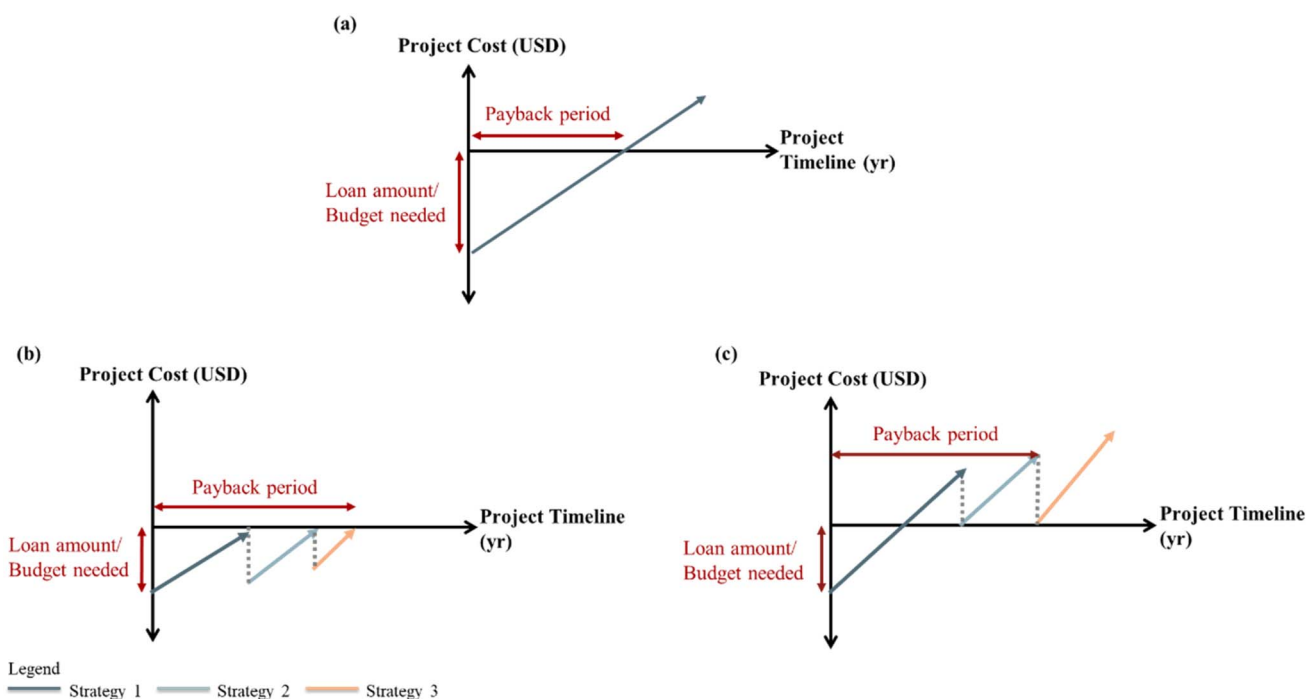 (a)
Project Cost (USD)
Payback period
Project
Timeline (yr)
Loan amount/
Budget needed
(b)
Project Cost (USD)
Payback period
Project Timeline
(yr)
Loan amount/
Budget needed
(c)
Project Cost (USD)
Payback period
Project Timeline
(yr)
Loan amount/
Budget needed
Legend
Strategy 1
Strategy 2
Strategy 3